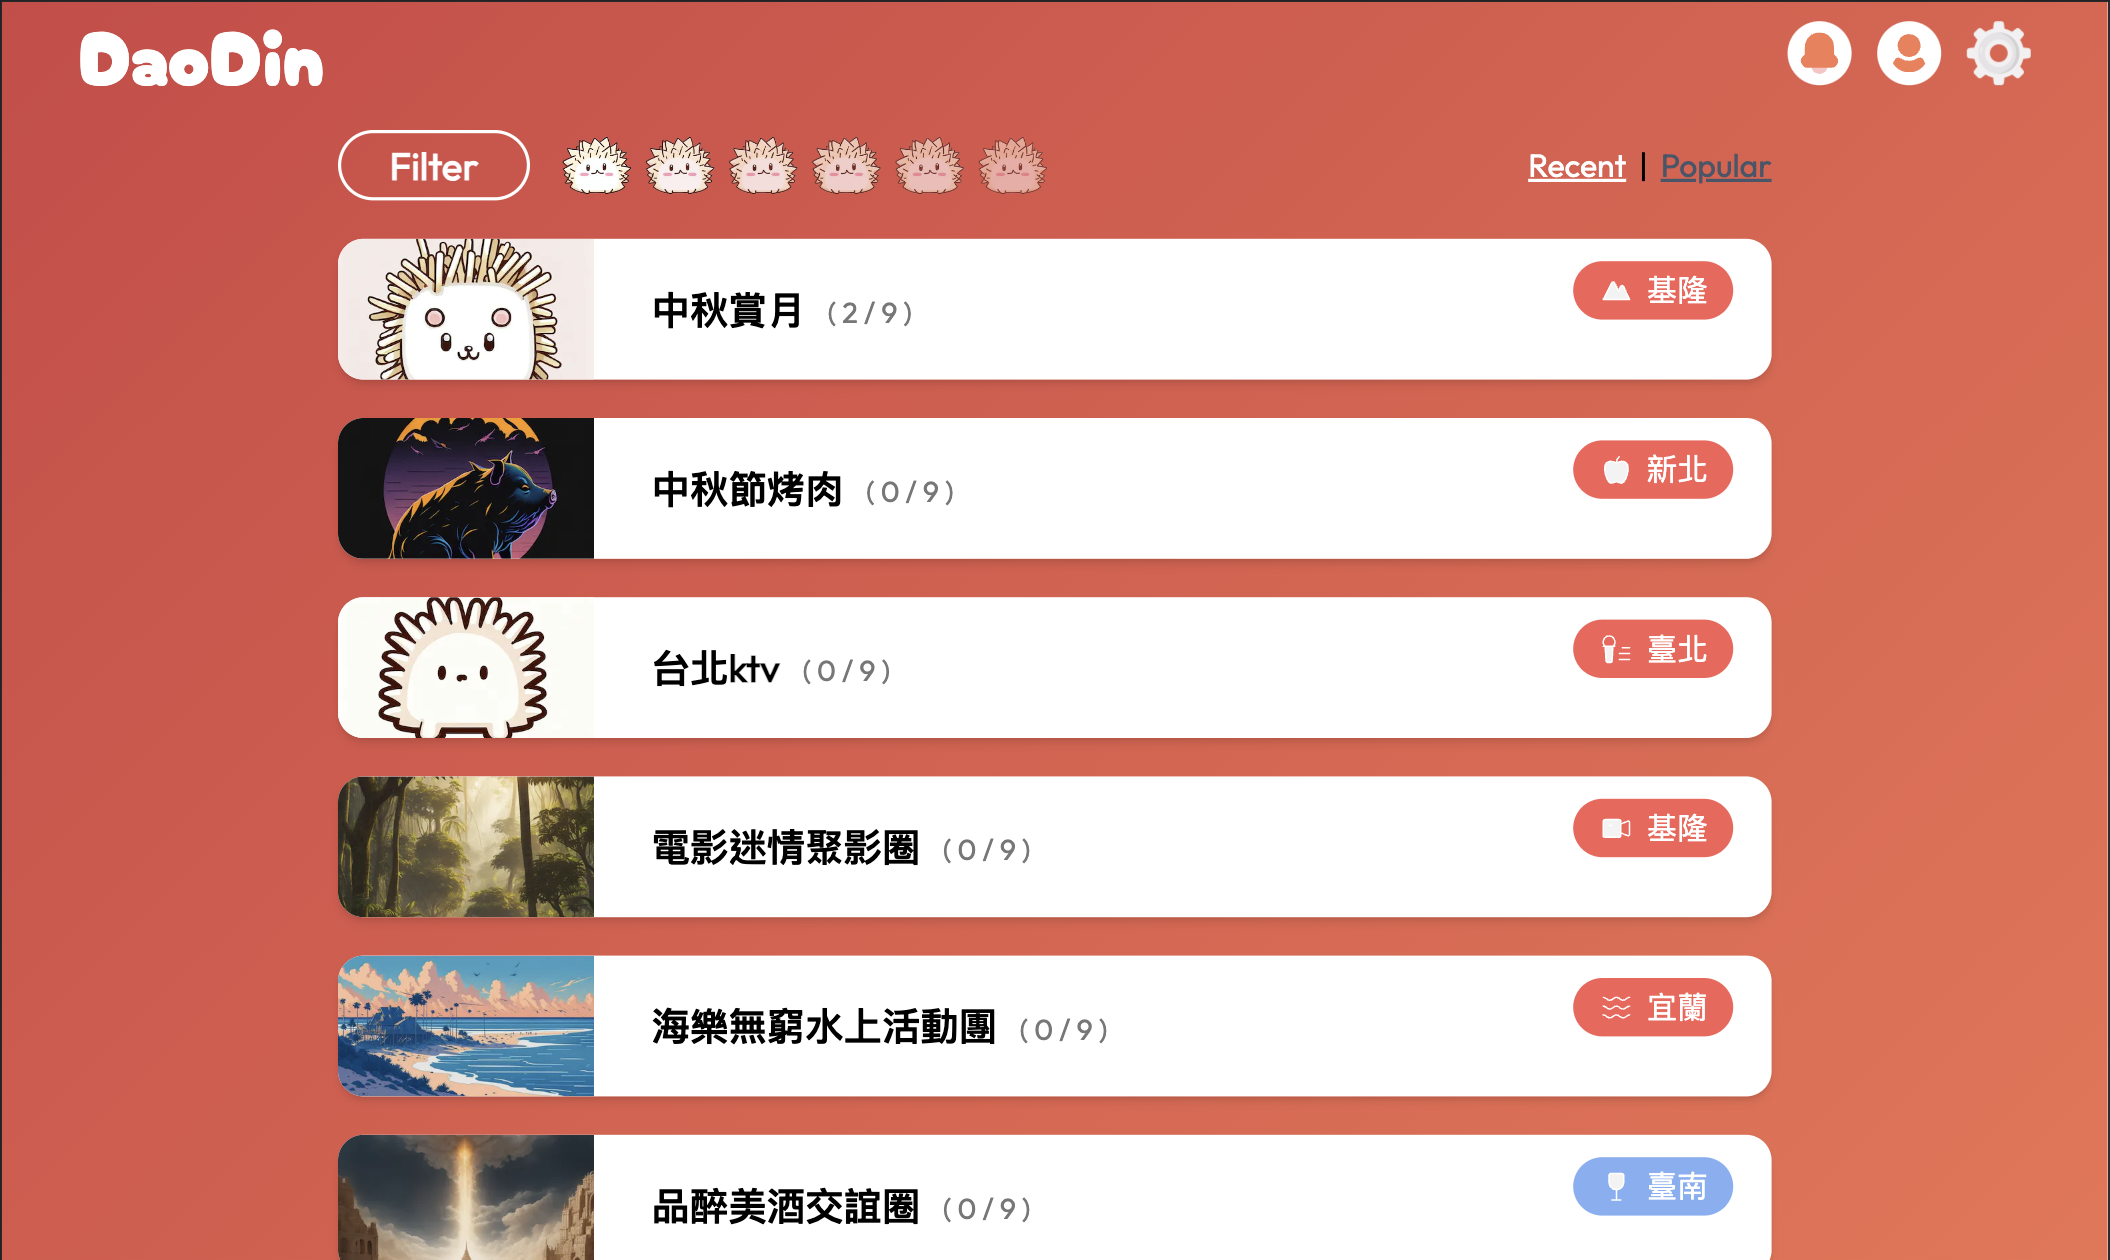 DaoDin
Filter
Recent | Popular
中秋賞月 (2/9)
基隆
中秋節烤肉 (0/9)
新北
台北ktv (0/9)
臺北
電影迷情聚影圈 (0/9)
基隆
海樂無窮水上活動團 (0/9)
宜蘭
品醉美酒交誼圈 (0/9)
臺南